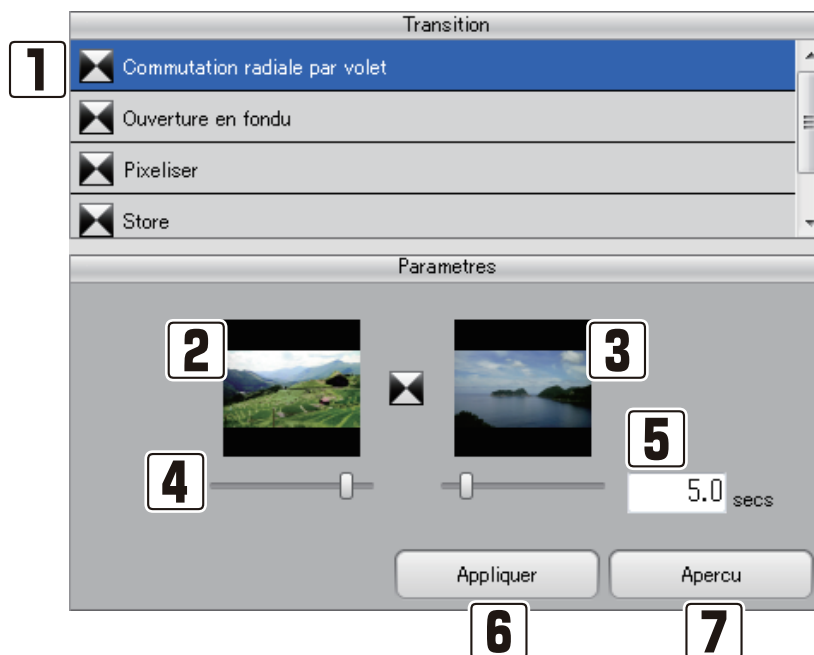 Transition
1
Commutation radiale par volet
Ouverture en fondu
Pixeliser
Store
Parametres
2
3
4
5
5.0 secs
Appliquer
Apercu
6
7